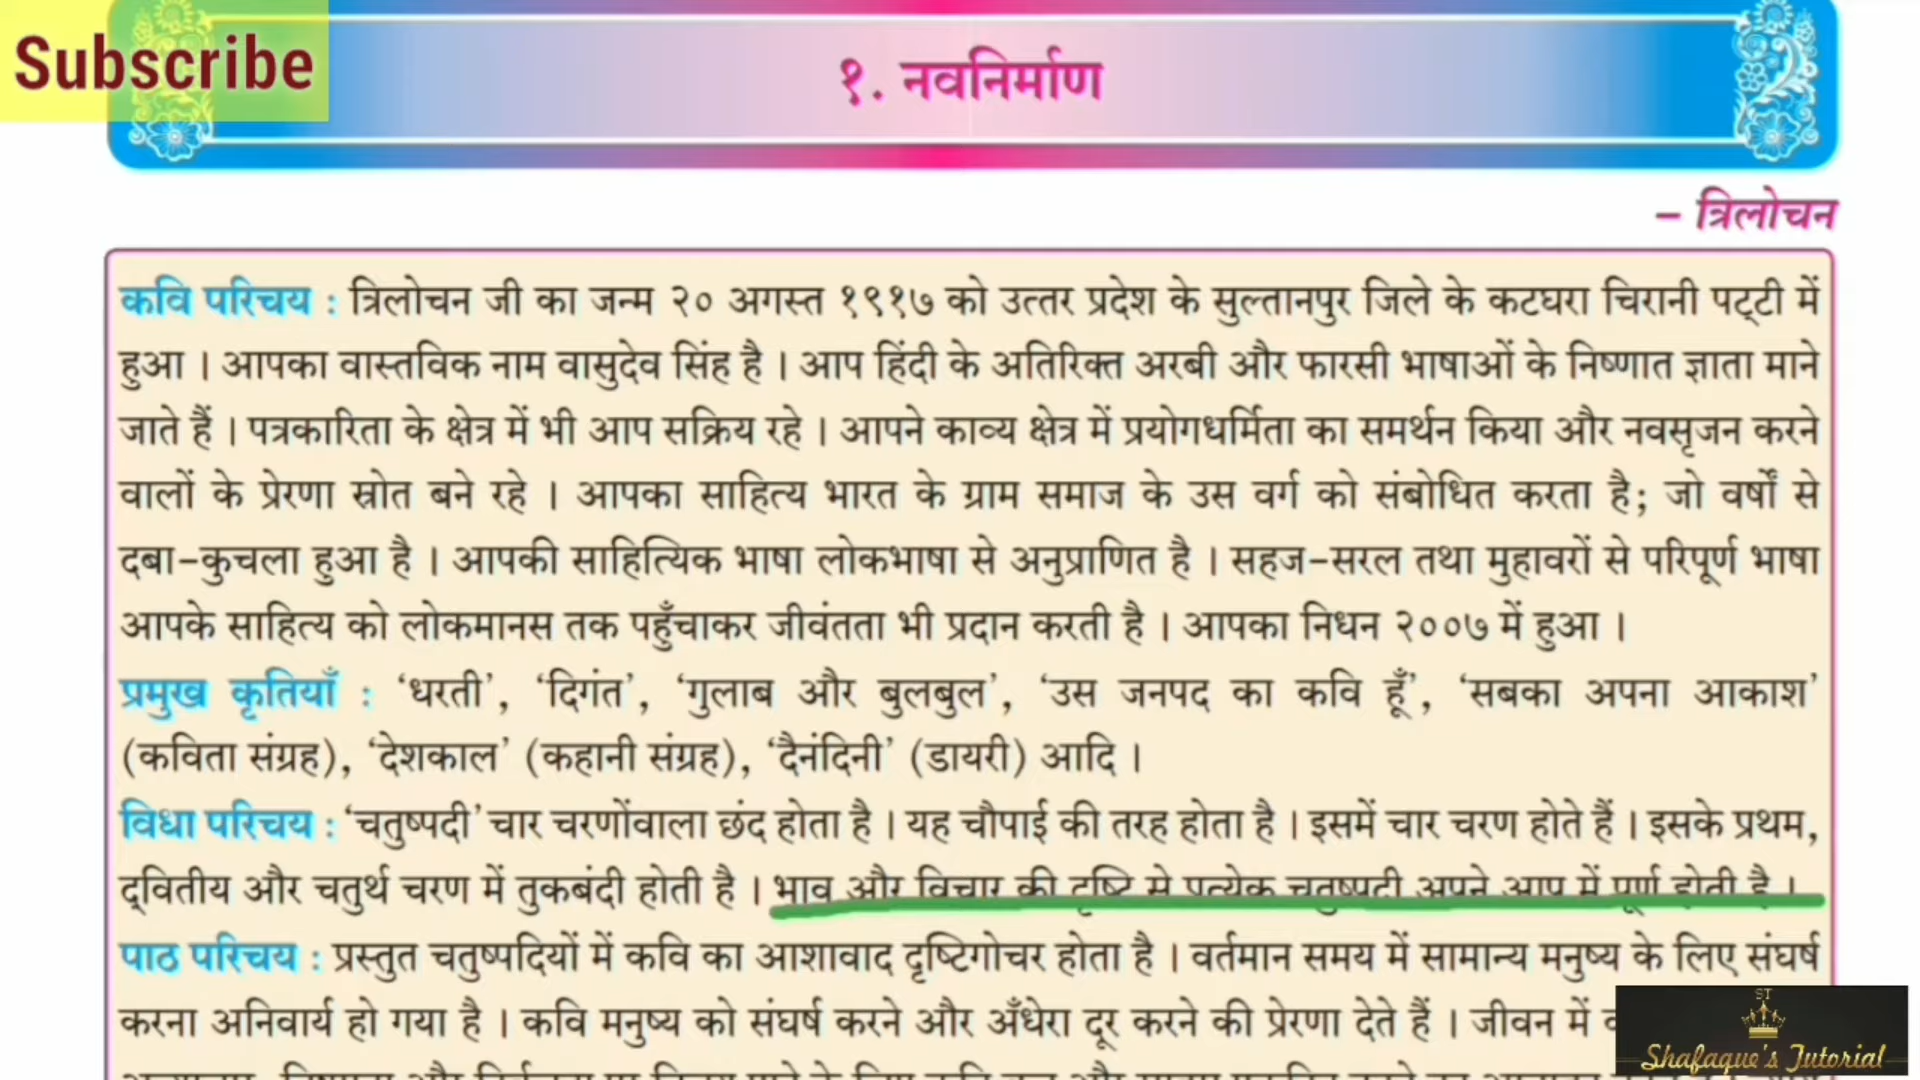 Subscribe
१. नवनिर्माण
– त्रिलोचन
कवि परिचय : त्रिलोचन जी का जन्म २० अगस्त १९१७ को उत्तर प्रदेश के सुल्तानपुर जिले के कटघरा चिरानी पट्टी में
हुआ । आपका वास्तविक नाम वासुदेव सिंह है । आप हिंदी के अतिरिक्त अरबी और फारसी भाषाओं के निष्णात ज्ञाता माने
जाते हैं । पत्रकारिता के क्षेत्र में भी आप सक्रिय रहे । आपने काव्य क्षेत्र में प्रयोगधर्मिता का समर्थन किया और नवसृजन करने
वालों के प्रेरणा स्रोत बने रहे । आपका साहित्य भारत के ग्राम समाज के उस वर्ग को संबोधित करता है; जो वर्षों से
दबा-कुचला हुआ है । आपकी साहित्यिक भाषा लोकभाषा से अनुप्राणित है । सहज-सरल तथा मुहावरों से परिपूर्ण भाषा
आपके साहित्य को लोकमानस तक पहुँचाकर जीवंतता भी प्रदान करती है । आपका निधन २००७ में हुआ ।
प्रमुख कृतियाँ : ‘धरती’, ‘दिगंत’, ‘गुलाब और बुलबुल’, ‘उस जनपद का कवि हूँ’, ‘सबका अपना आकाश’
(कविता संग्रह), ‘देशकाल’ (कहानी संग्रह), ‘दैनंदिनी’ (डायरी) आदि ।
विधा परिचय : ‘चतुष्पदी’ चार चरणोंवाला छंद होता है । यह चौपाई की तरह होता है । इसमें चार चरण होते हैं । इसके प्रथम,
द्वितीय और चतुर्थ चरण में तुकबंदी होती है । भाव और विचार की दृष्टि से प्रत्येक चतुष्पदी अपने आप में पूर्ण होती है ।
पाठ परिचय : प्रस्तुत चतुष्पदियों में कवि का आशावाद दृष्टिगोचर होता है । वर्तमान समय में सामान्य मनुष्य के लिए संघर्ष
करना अनिवार्य हो गया है । कवि मनुष्य को संघर्ष करने और अँधेरा दूर करने की प्रेरणा देते हैं । जीवन में
ST
Shafaque's Tutorial